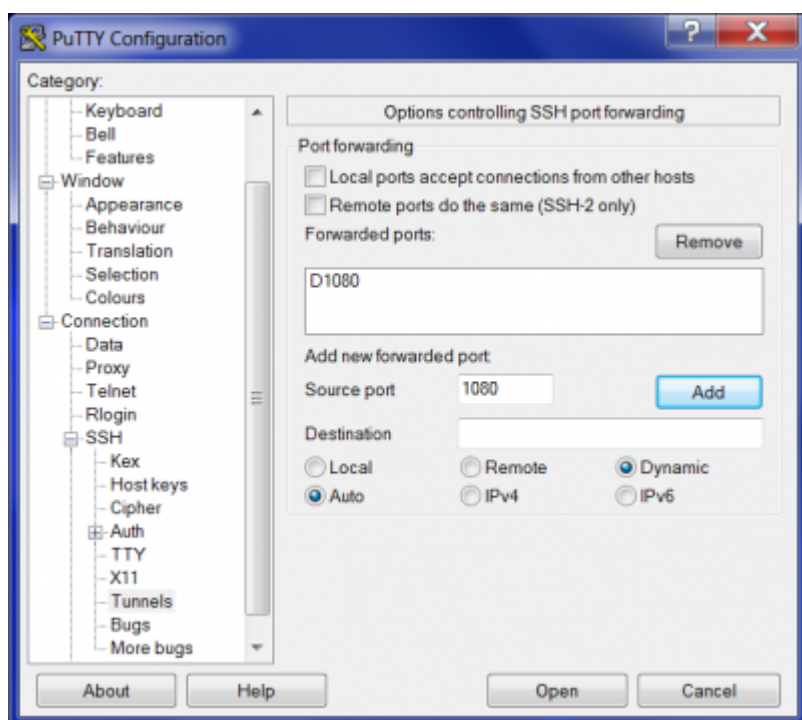 PuTTY Configuration
Category:
Keyboard
Bell
Features
Window
Appearance
Behaviour
Translation
Selection
Colours
Connection
Data
Proxy
Telnet
Rlogin
SSH
Kex
Host keys
Cipher
Auth
TTY
X11
Tunnels
Bugs
More bugs
Options controlling SSH port forwarding
Port forwarding
Local ports accept connections from other hosts
Remote ports do the same (SSH-2 only)
Forwarded ports: Remove
D1080
Add new forwarded port:
Source port 1080 Add
Destination
Local Remote Dynamic
Auto IPv4 IPv6
About Help Open Cancel